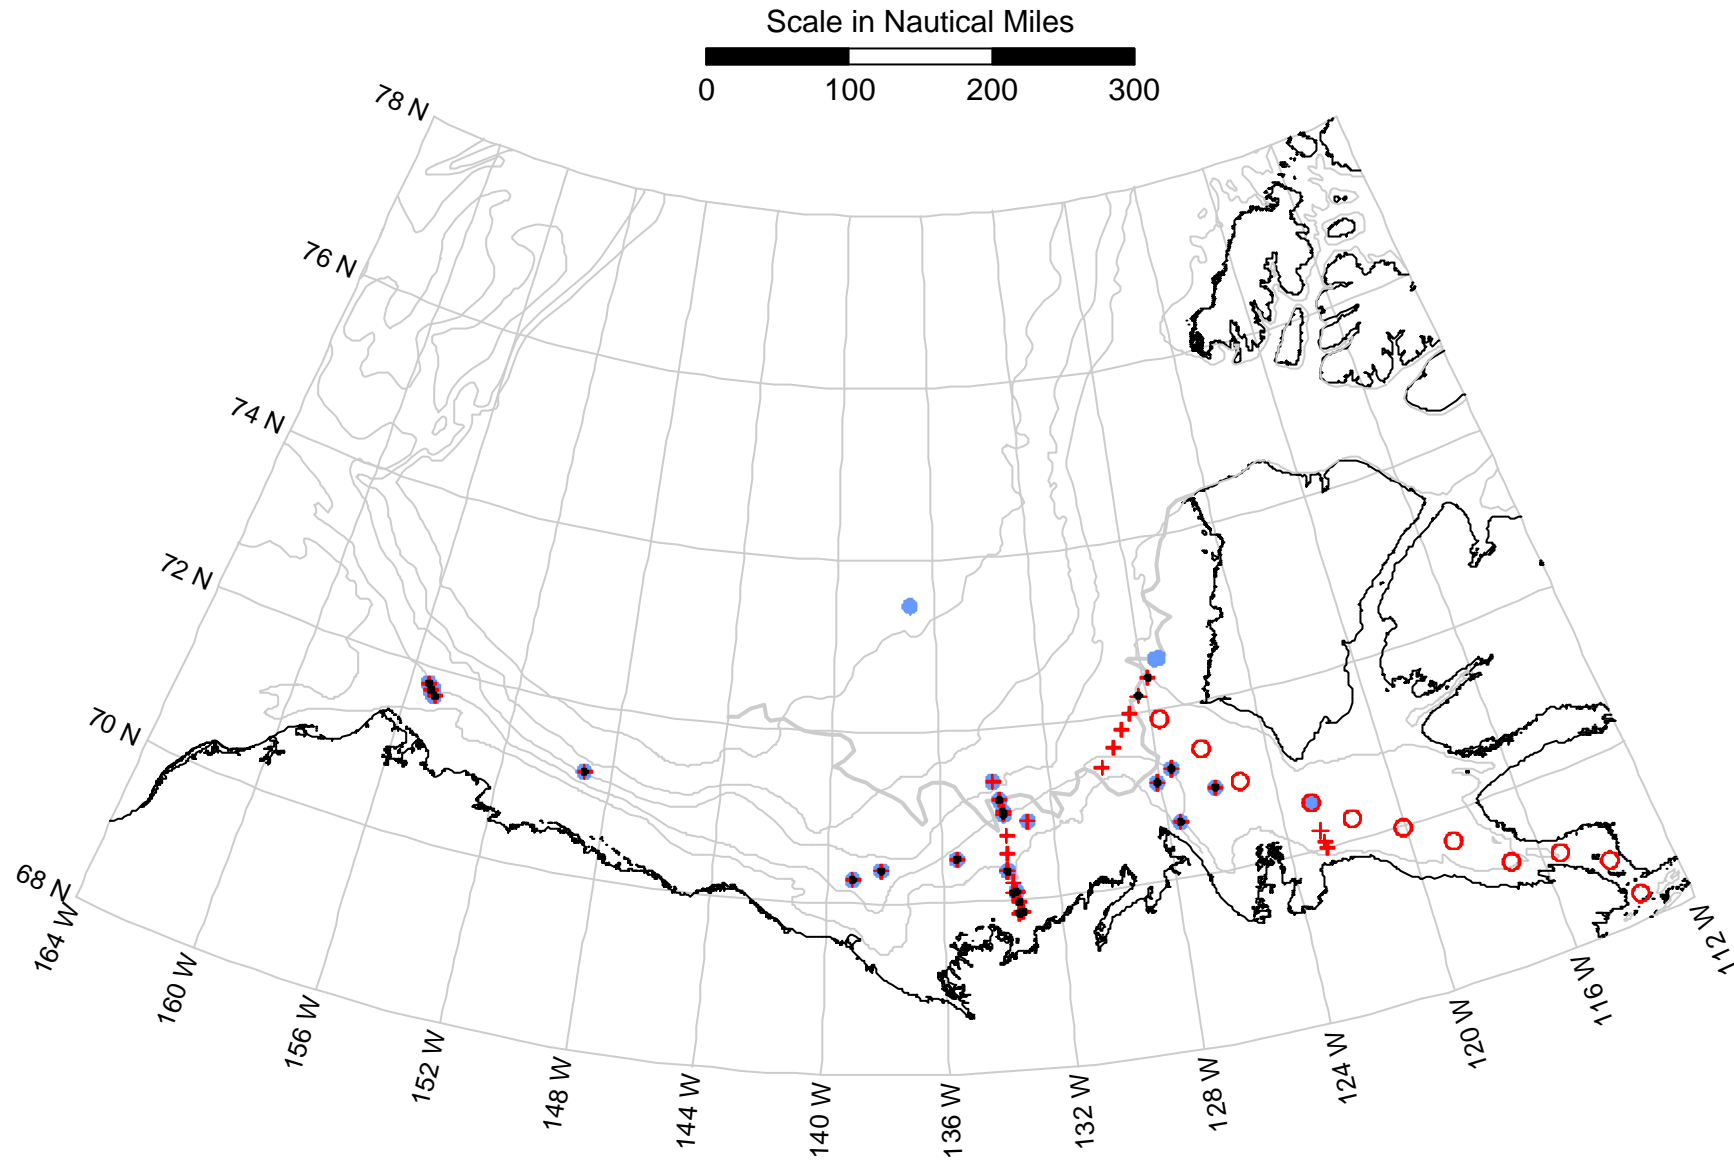 Scale in Nautical Miles
0 100 200 300
78 N
76 N
74 N
72 N
70 N
68 N
164 W
160 W
156 W
152 W
148 W
144 W
140 W
136 W
132 W
128 W
124 W
120 W
116 W
112 W